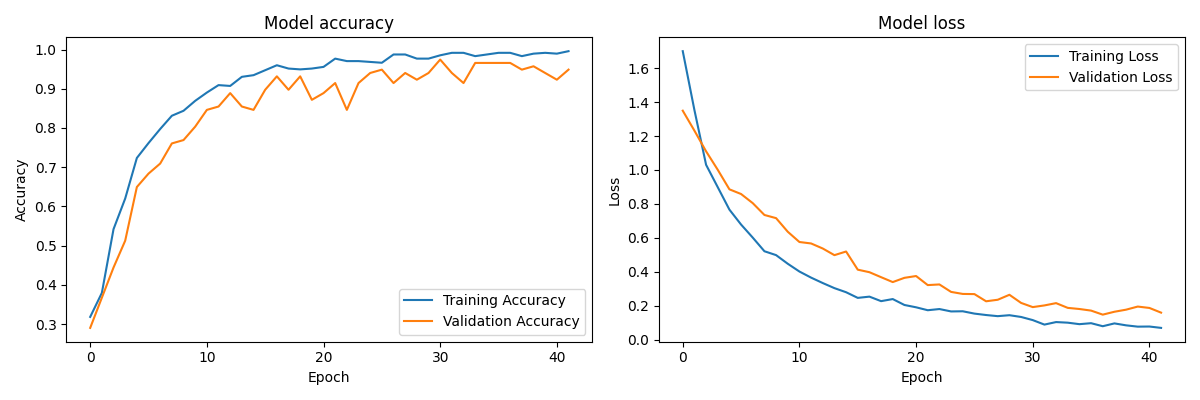 Model accuracy
1.0
0.9
0.8
0.7
0.6
0.5
0.4
0.3
Accuracy
0 10 20 30 40
Epoch
Training Accuracy
Validation Accuracy
Model loss
1.6
1.4
1.2
1.0
0.8
0.6
0.4
0.2
0.0
Loss
0 10 20 30 40
Epoch
Training Loss
Validation Loss